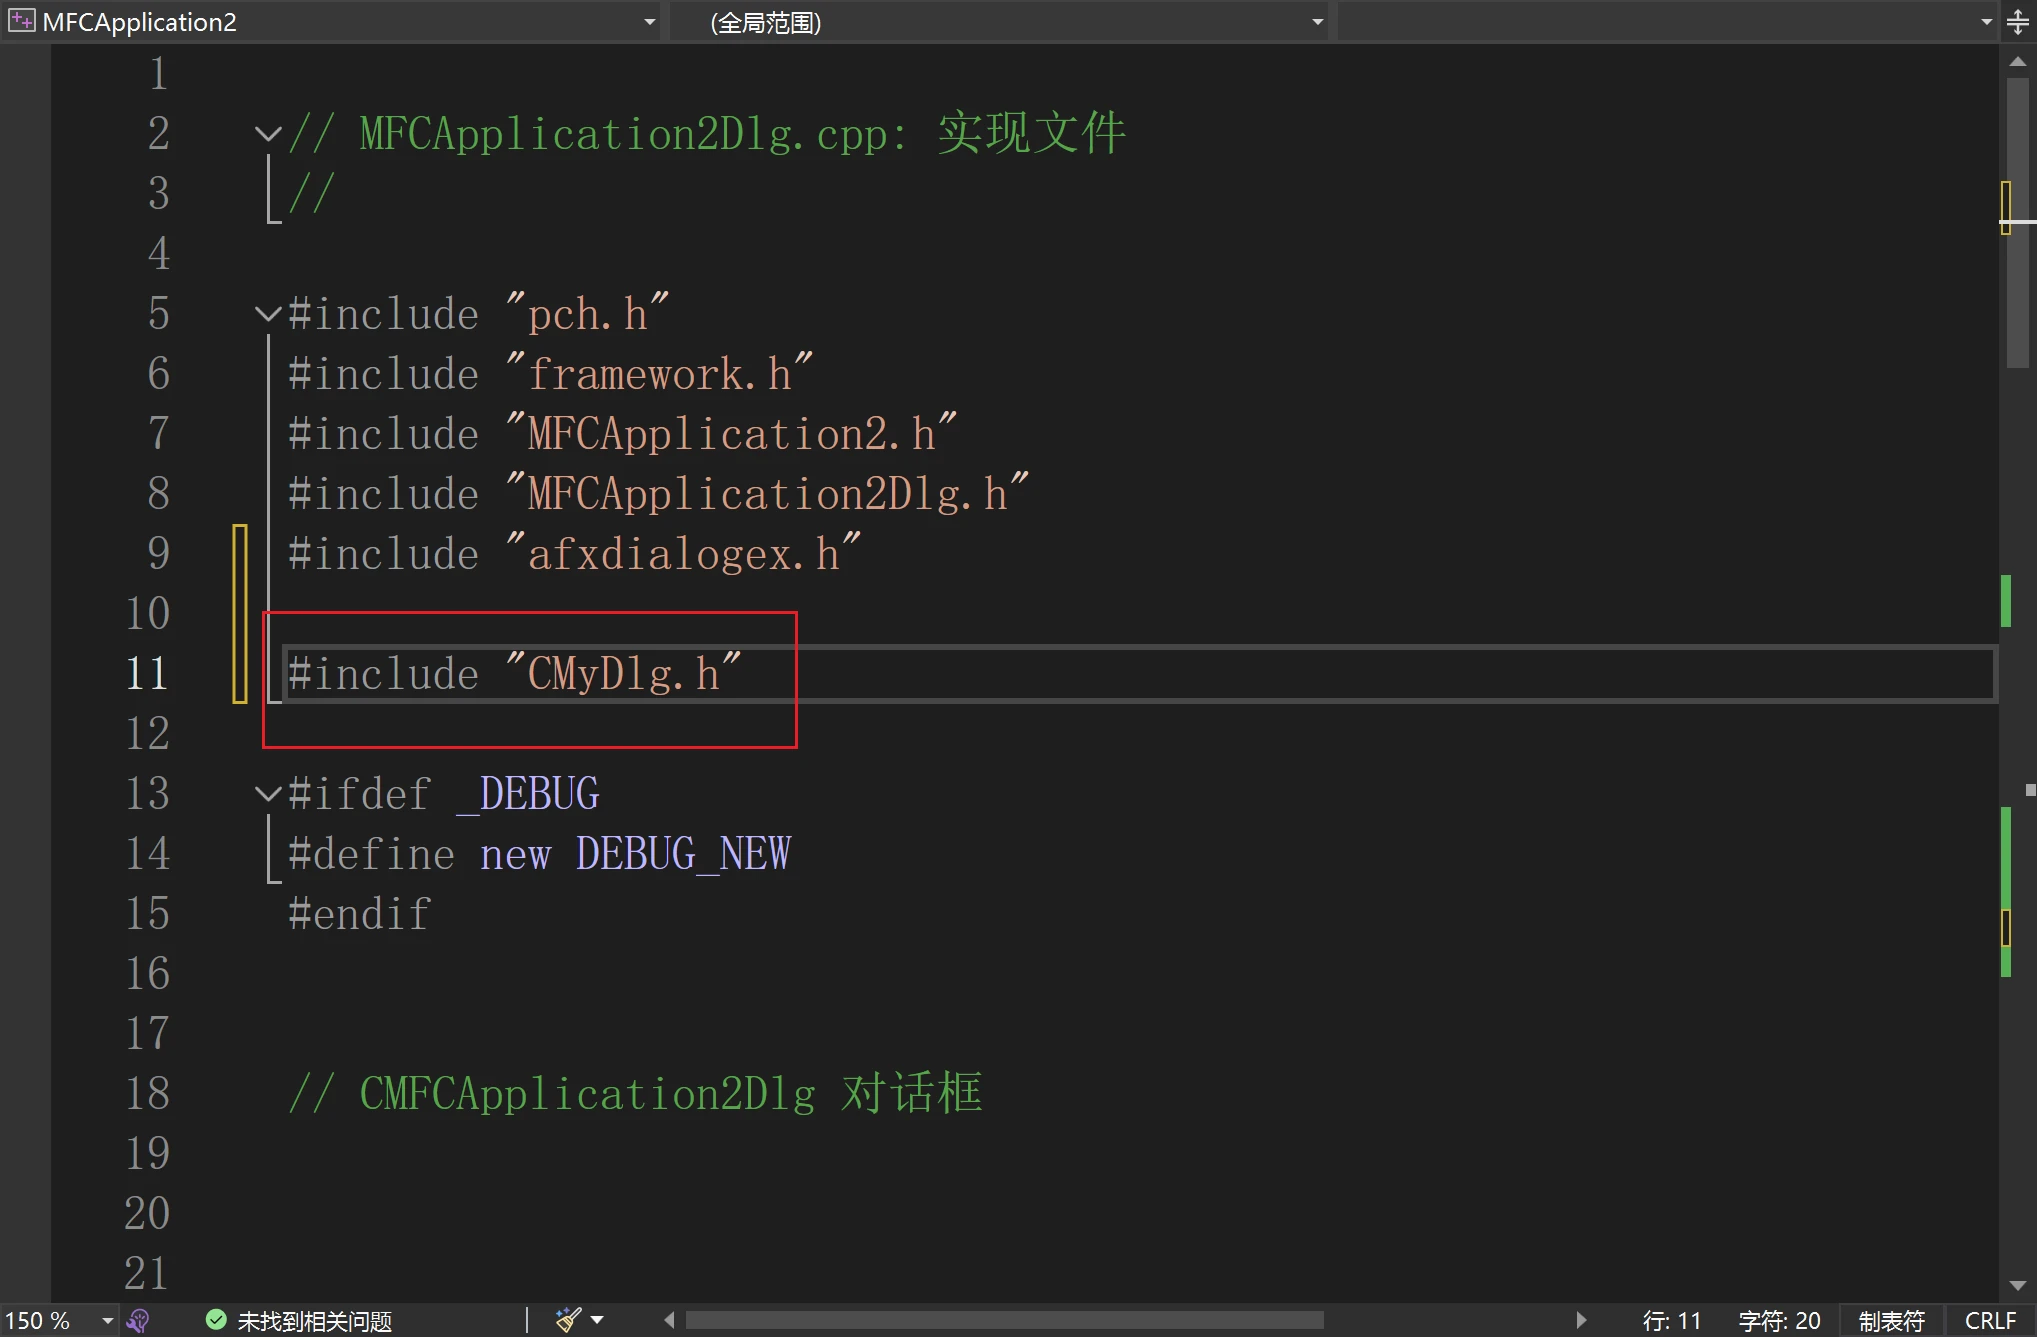 MFCApplication2 (全局范围)
1
2 // MFCApplication2Dlg.cpp: 实现文件
3 //
4
5 #include "pch.h"
6 #include "framework.h"
7 #include "MFCApplication2.h"
8 #include "MFCApplication2Dlg.h"
9 #include "afxdialogex.h"
10
11 #include "CMyDlg.h"
12
13 #ifdef _DEBUG
14 #define new DEBUG_NEW
15 #endif
16
17
18 // CMFCApplication2Dlg 对话框
19
20
21
150 % 未找到相关问题 行: 11 字符: 20 制表符 CRLF